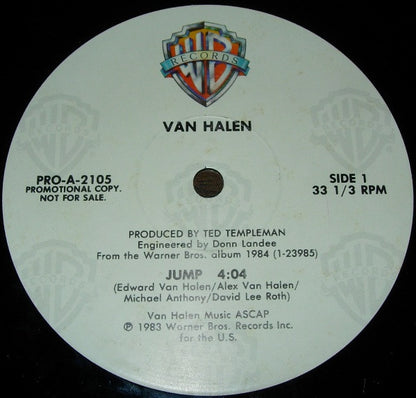 WB
RECORDS
VAN HALEN
PRO-A-2105
PROMOTIONAL COPY.
NOT FOR SALE.
SIDE 1
33 1/3 RPM
PRODUCED BY TED TEMPLEMAN
Engineered by Donn Landee
From the Warner Bros. album 1984 (1-23985)
JUMP 4:04
(Edward Van Halen/Alex Van Halen/
Michael Anthony/David Lee Roth)
Van Halen Music ASCAP
℗ 1983 Warner Bros. Records Inc.
for the U.S.